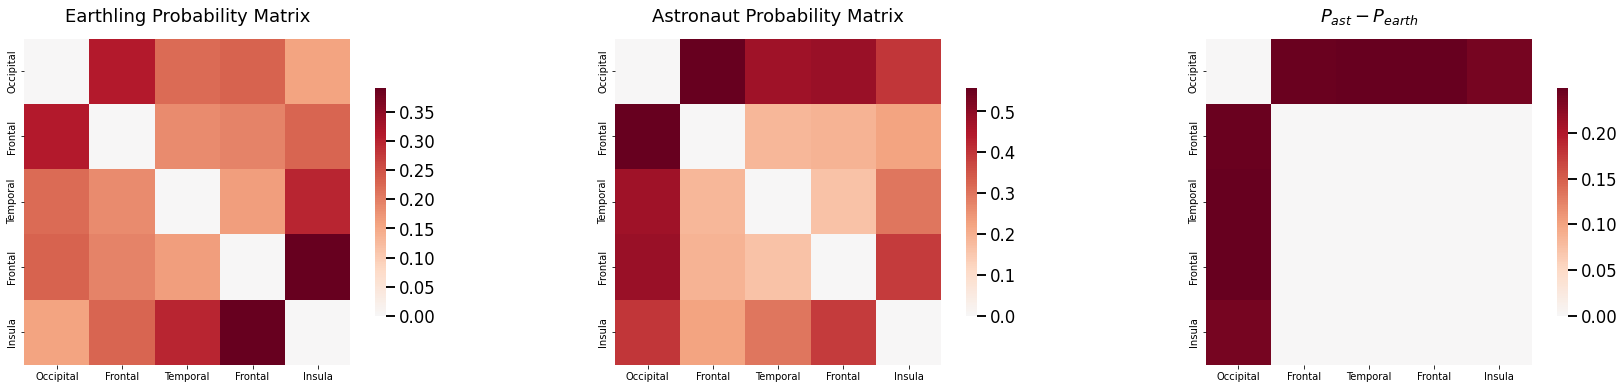 Earthling Probability Matrix
Occipital
Frontal
Temporal
Frontal
Insula
Occipital Frontal Temporal Frontal Insula
0.35
0.30
0.25
0.20
0.15
0.10
0.05
0.00
Astronaut Probability Matrix
Occipital
Frontal
Temporal
Frontal
Insula
Occipital Frontal Temporal Frontal Insula
0.5
0.4
0.3
0.2
0.1
0.0
P_ast − P_earth
Occipital
Frontal
Temporal
Frontal
Insula
Occipital Frontal Temporal Frontal Insula
0.20
0.15
0.10
0.05
0.00